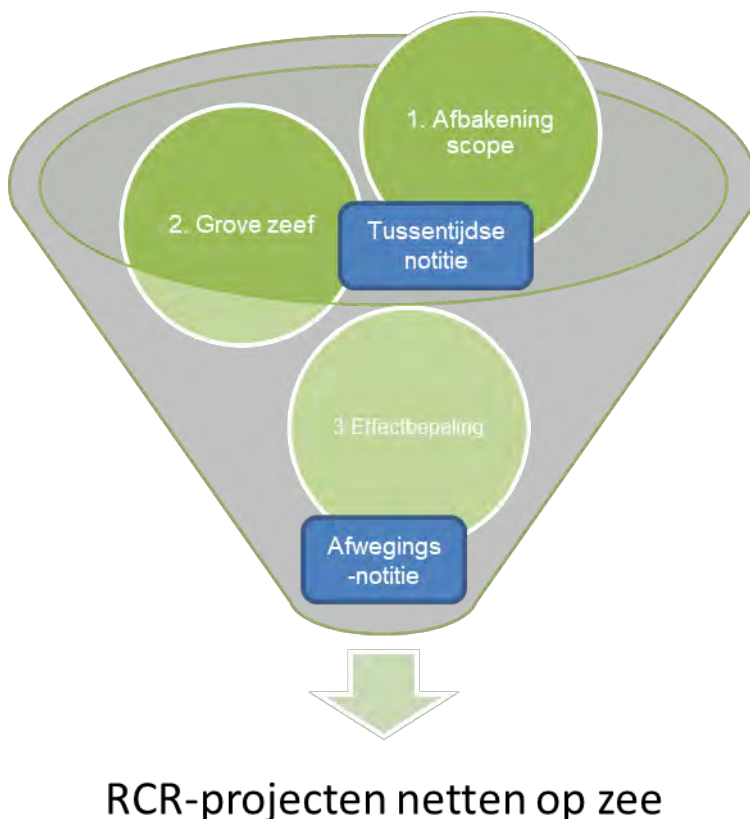 1. Afbakening
scope
2. Grove zeef
Tussentijdse
notitie
3 Effectbepaling
Afwegings
-notitie
RCR-projecten netten op zee